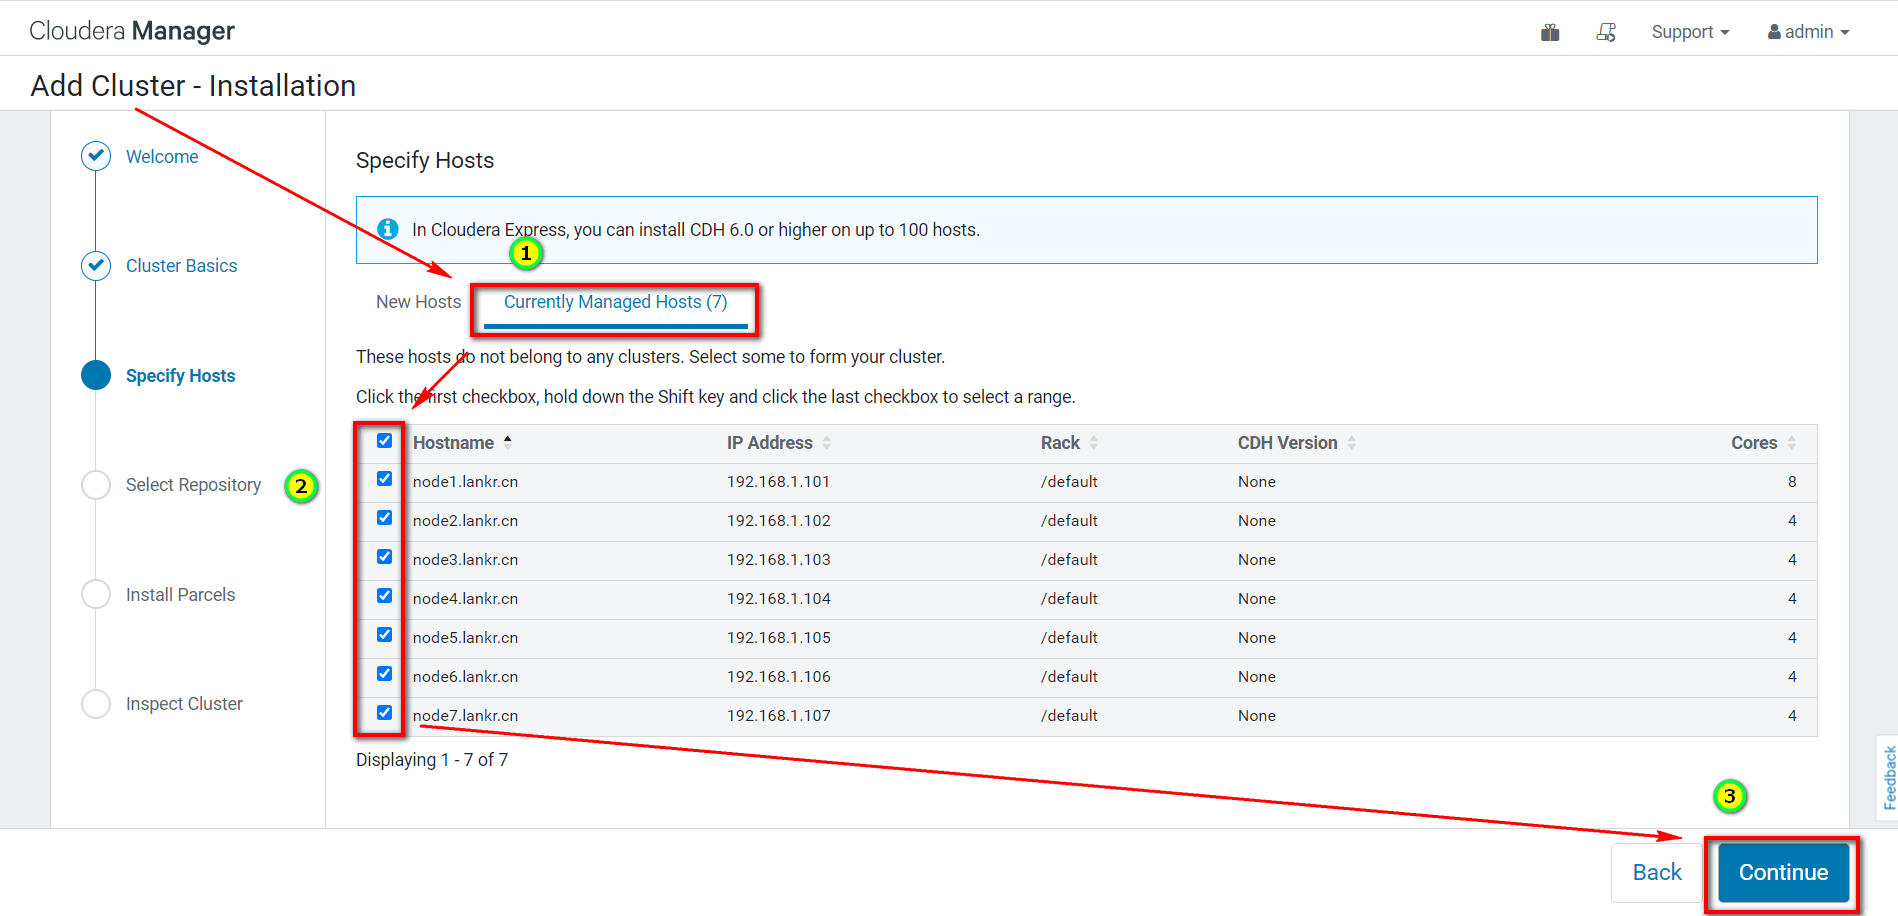 Cloudera Manager
Support
admin
Add Cluster - Installation
Welcome
Cluster Basics
Specify Hosts
Select Repository
2
Install Parcels
Inspect Cluster
Specify Hosts
In Cloudera Express, you can install CDH 6.0 or higher on up to 100 hosts.
1
New Hosts
Currently Managed Hosts (7)
These hosts do not belong to any clusters. Select some to form your cluster.
Click the first checkbox, hold down the Shift key and click the last checkbox to select a range.
Hostname IP Address Rack CDH Version Cores
node1.lankr.cn 192.168.1.101 /default None 8
node2.lankr.cn 192.168.1.102 /default None 4
node3.lankr.cn 192.168.1.103 /default None 4
node4.lankr.cn 192.168.1.104 /default None 4
node5.lankr.cn 192.168.1.105 /default None 4
node6.lankr.cn 192.168.1.106 /default None 4
node7.lankr.cn 192.168.1.107 /default None 4
Displaying 1 - 7 of 7
Feedback
3
Back
Continue